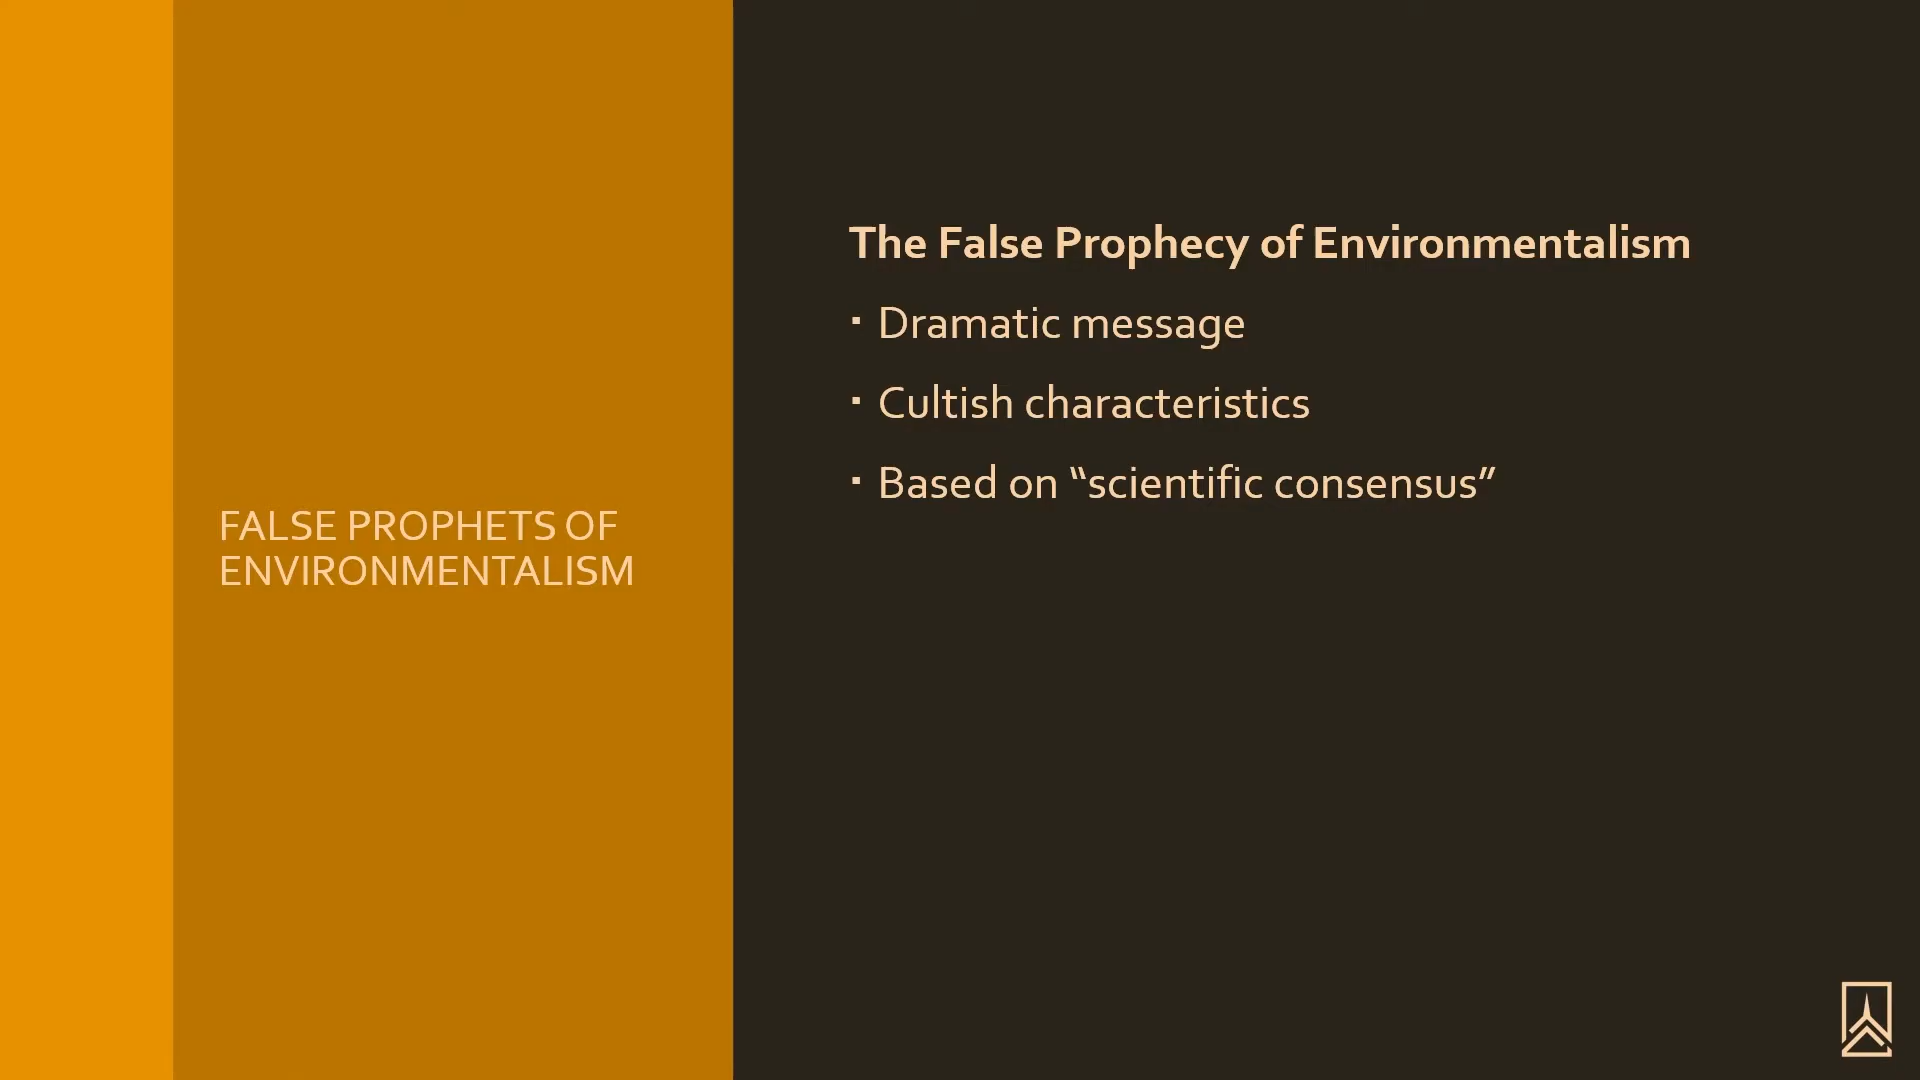 FALSE PROPHETS OF
ENVIRONMENTALISM
The False Prophecy of Environmentalism
▪ Dramatic message
▪ Cultish characteristics
▪ Based on “scientific consensus”